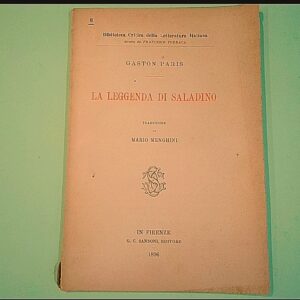 8
Biblioteca Critica della Letteratura Italiana
diretta da FRANCESCO TORRACA
GASTON PARIS
LA LEGGENDA DI SALADINO
TRADUZIONE
DI
MARIO MENGHINI
IN FIRENZE
G. C. SANSONI, EDITORE
1896